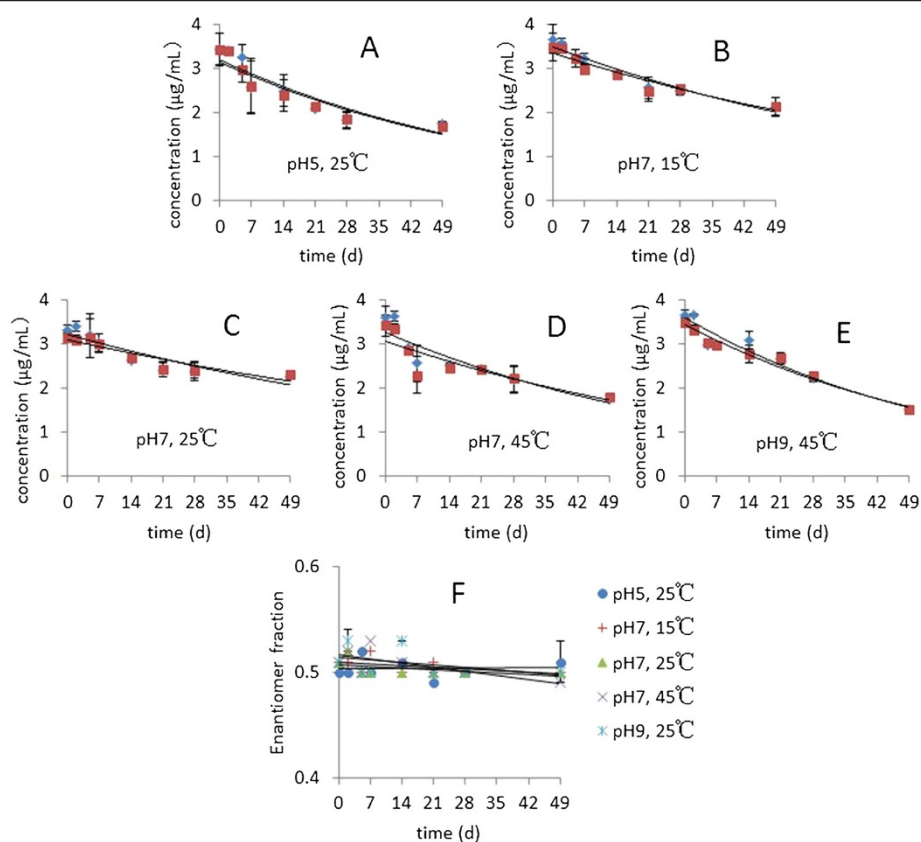 A
concentration (μg/mL)
4
3
2
1
0
pH5, 25℃
0 7 14 21 28 35 42 49
time (d)
B
concentration (μg/mL)
4
3
2
1
0
pH7, 15℃
0 7 14 21 28 35 42 49
time (d)
C
concentration (μg/mL)
4
3
2
1
0
pH7, 25℃
0 7 14 21 28 35 42 49
time (d)
D
concentration (μg/mL)
4
3
2
1
0
pH7, 45℃
0 7 14 21 28 35 42 49
time (d)
E
concentration (μg/mL)
4
3
2
1
0
pH9, 45℃
0 7 14 21 28 35 42 49
time (d)
F
Enantiomer fraction
0.6
0.5
0.4
0 7 14 21 28 35 42 49
time (d)
pH5, 25℃
pH7, 15℃
pH7, 25℃
pH7, 45℃
pH9, 25℃